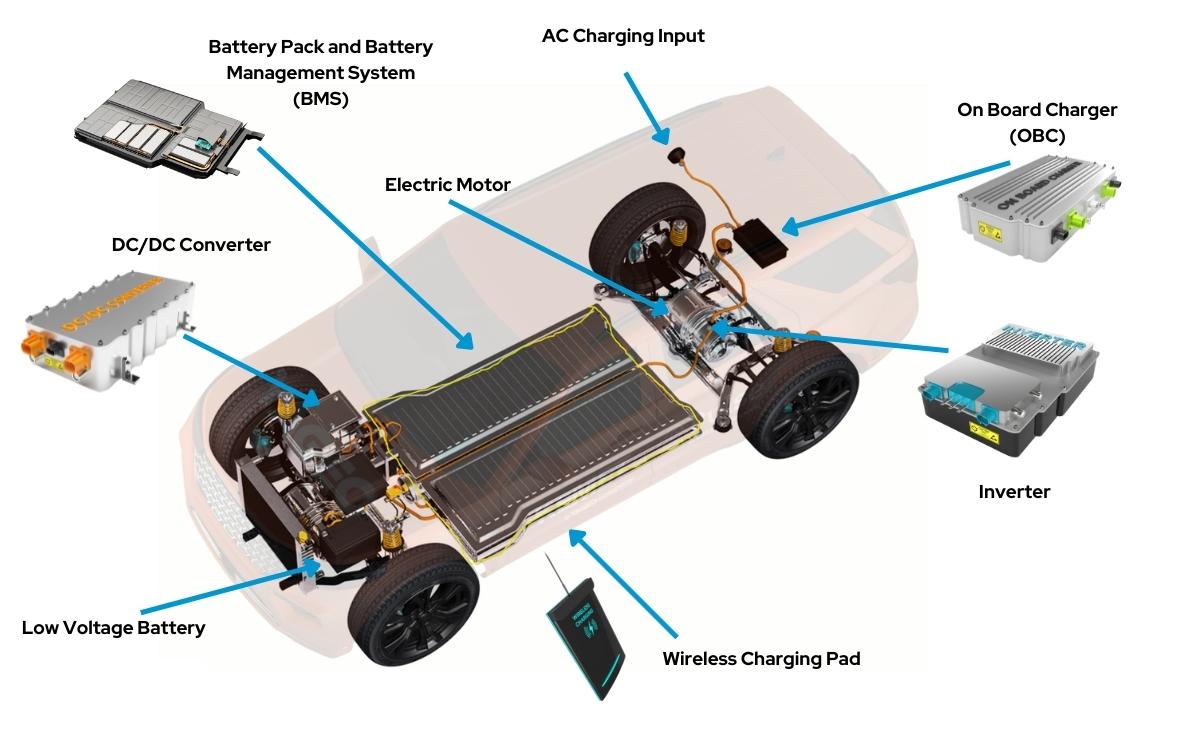 Battery Pack and Battery
Management System
(BMS)
AC Charging Input
On Board Charger
(OBC)
ON BOARD CHARGER
Electric Motor
DC/DC Converter
DC/DC CONVERTER
INVERTER
Inverter
Low Voltage Battery
WIRELESS
CHARGING
Wireless Charging Pad